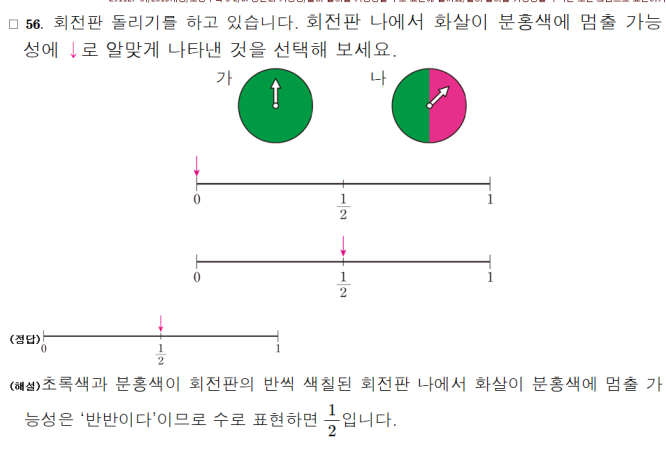 □ 56. 회전판 돌리기를 하고 있습니다. 회전판 나에서 화살이 분홍색에 멈출 가능
성에 ↓로 알맞게 나타낸 것을 선택해 보세요.
가 나
0 1/2 1
0 1/2 1
(정답)
0 1/2 1
(해설)초록색과 분홍색이 회전판의 반씩 색칠된 회전판 나에서 화살이 분홍색에 멈출 가
능성은 ‘반반이다’이므로 수로 표현하면 1/2입니다.